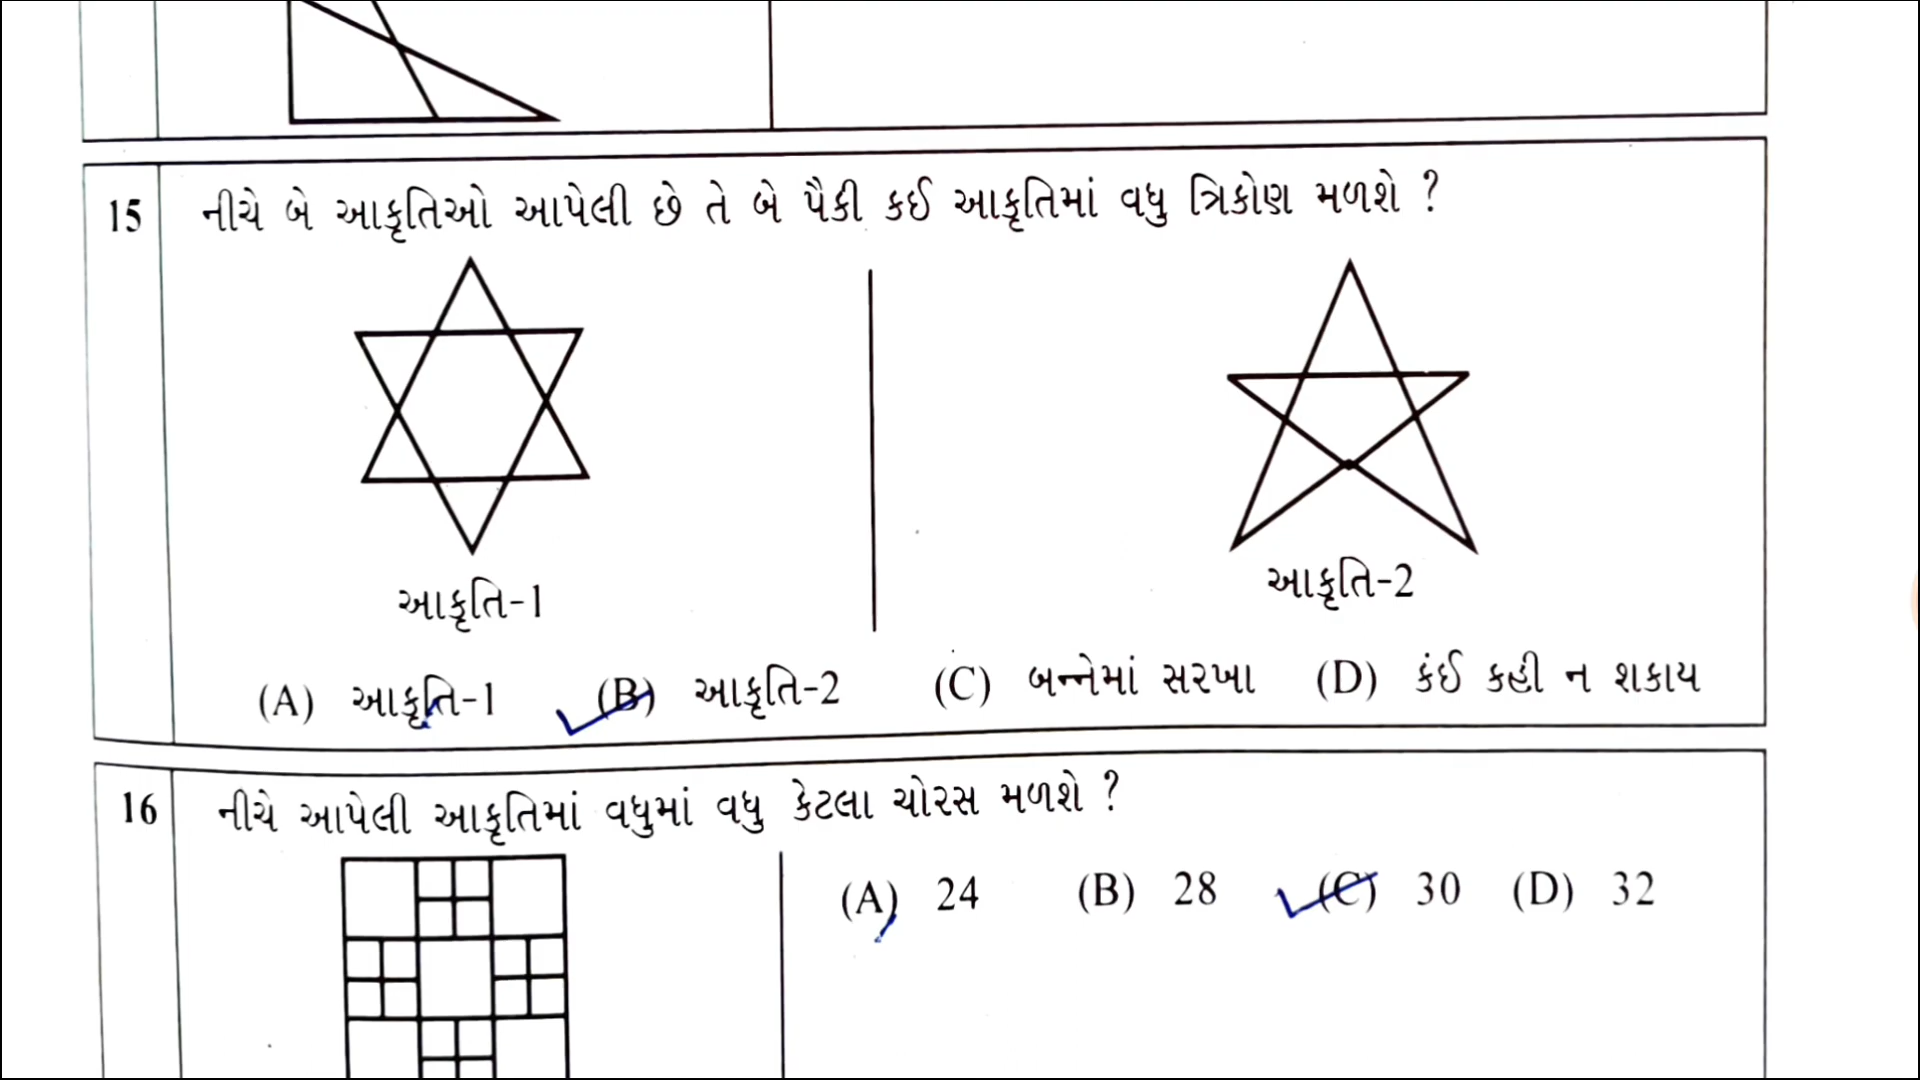 15 નીચે બે આકૃતિઓ આપેલી છે તે બે પૈકી કઈ આકૃતિમાં વધુ ત્રિકોણ મળશે ?
આકૃતિ-1
આકૃતિ-2
(A) આકૃતિ-1 (B) આકૃતિ-2 (C) બન્નેમાં સરખા (D) કંઈ કહી ન શકાય
16 નીચે આપેલી આકૃતિમાં વધુમાં વધુ કેટલા ચોરસ મળશે ?
(A) 24 (B) 28 (C) 30 (D) 32